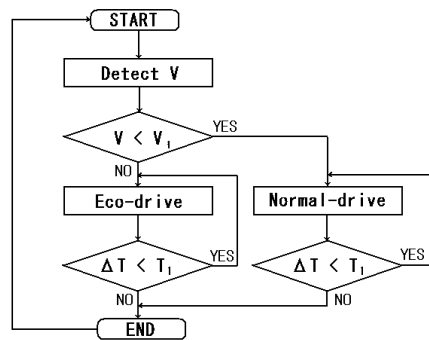 START
Detect V
V < V₁
YES
NO
Eco-drive
Normal-drive
ΔT < T₁
YES
ΔT < T₁
YES
NO
NO
END